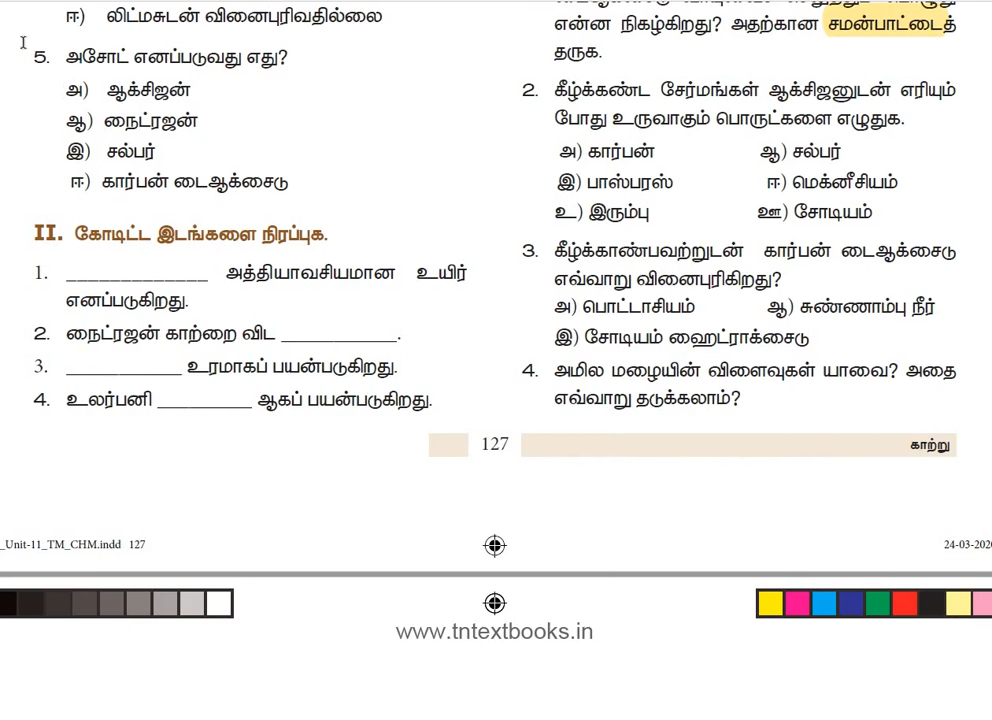 ஈ) லிட்மசுடன் வினைபுரிவதில்லை
5. அசோட் எனப்படுவது எது?
அ) ஆக்சிஜன்
ஆ) நைட்ரஜன்
இ) சல்பர்
ஈ) கார்பன் டைஆக்சைடு
II. கோடிட்ட இடங்களை நிரப்புக.
1. _____________ அத்தியாவசியமான உயிர்
எனப்படுகிறது.
2. நைட்ரஜன் காற்றை விட ___________.
3. ___________ உரமாகப் பயன்படுகிறது.
4. உலர்பனி _________ ஆகப் பயன்படுகிறது.
என்ன நிகழ்கிறது? அதற்கான சமன்பாட்டைத்
தருக.
2. கீழ்க்கண்ட சேர்மங்கள் ஆக்சிஜனுடன் எரியும்
போது உருவாகும் பொருட்களை எழுதுக.
அ) கார்பன் ஆ) சல்பர்
இ) பாஸ்பரஸ் ஈ) மெக்னீசியம்
உ) இரும்பு ஊ) சோடியம்
3. கீழ்க்காண்பவற்றுடன் கார்பன் டைஆக்சைடு
எவ்வாறு வினைபுரிகிறது?
அ) பொட்டாசியம் ஆ) சுண்ணாம்பு நீர்
இ) சோடியம் ஹைட்ராக்சைடு
4. அமில மழையின் விளைவுகள் யாவை? அதை
எவ்வாறு தடுக்கலாம்?
127 காற்று
_Unit-11_TM_CHM.indd 127 24-03-2020
www.tntextbooks.in